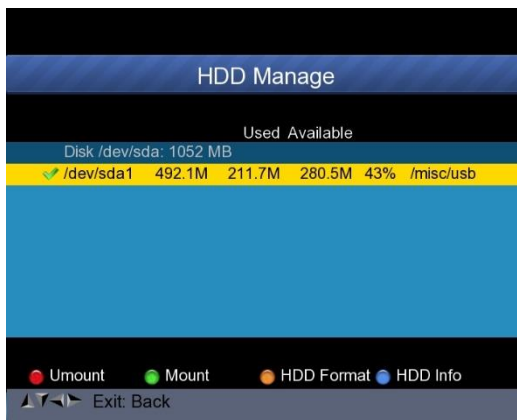 HDD Manage
Used Available
Disk /dev/sda: 1052 MB
/dev/sda1 492.1M 211.7M 280.5M 43% /misc/usb
Umount Mount HDD Format HDD Info
Exit: Back